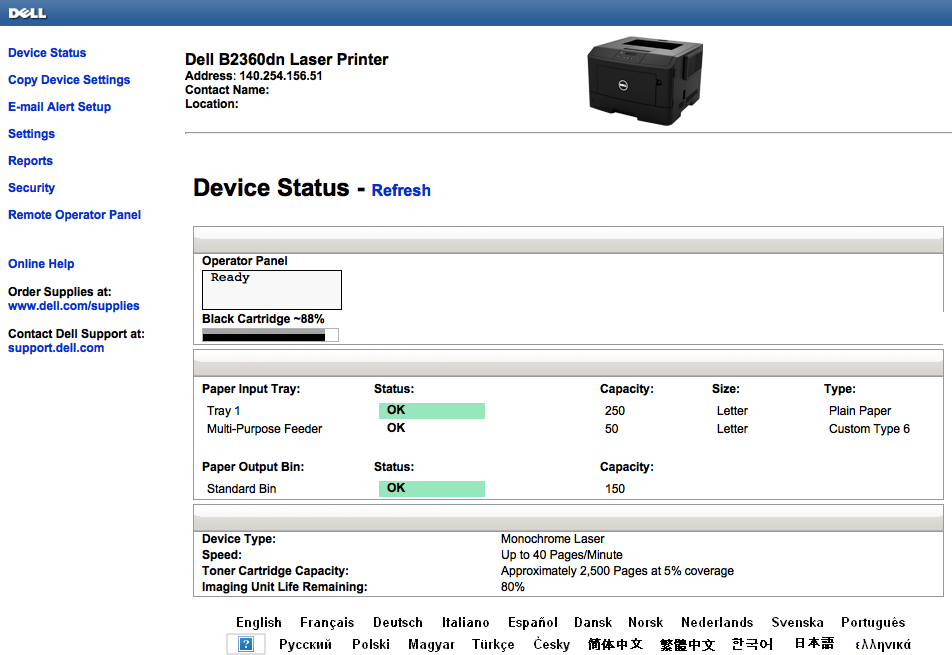 DELL
Device Status
Copy Device Settings
E-mail Alert Setup
Settings
Reports
Security
Remote Operator Panel
Online Help
Order Supplies at:
www.dell.com/supplies
Contact Dell Support at:
support.dell.com
Dell B2360dn Laser Printer
Address: 140.254.156.51
Contact Name:
Location:
Device Status - Refresh
Operator Panel
Ready
Black Cartridge ~88%
Paper Input Tray: Status: Capacity: Size: Type:
Tray 1 OK 250 Letter Plain Paper
Multi-Purpose Feeder OK 50 Letter Custom Type 6
Paper Output Bin: Status: Capacity:
Standard Bin OK 150
Device Type: Monochrome Laser
Speed: Up to 40 Pages/Minute
Toner Cartridge Capacity: Approximately 2,500 Pages at 5% coverage
Imaging Unit Life Remaining: 80%
English Français Deutsch Italiano Español Dansk Norsk Nederlands Svenska Português
? Русский Polski Magyar Türkçe Česky 简体中文 繁體中文 한국어 日本語 ελληνικά